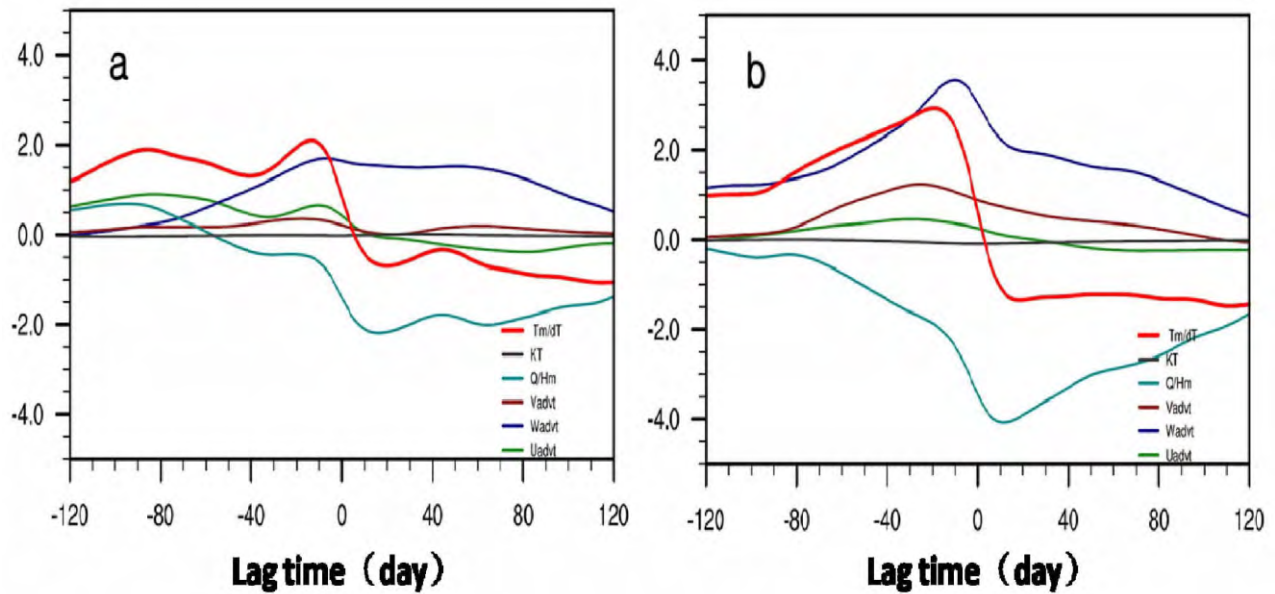 a
4.0
2.0
0.0
-2.0
-4.0
Tm/dT
KT
Q/Hm
Vadvt
Wadvt
Uadvt
-120 -80 -40 0 40 80 120
Lag time（day）
b
4.0
2.0
0.0
-2.0
-4.0
Tm/dT
KT
Q/Hm
Vadvt
Wadvt
Uadvt
-120 -80 -40 0 40 80 120
Lag time（day）